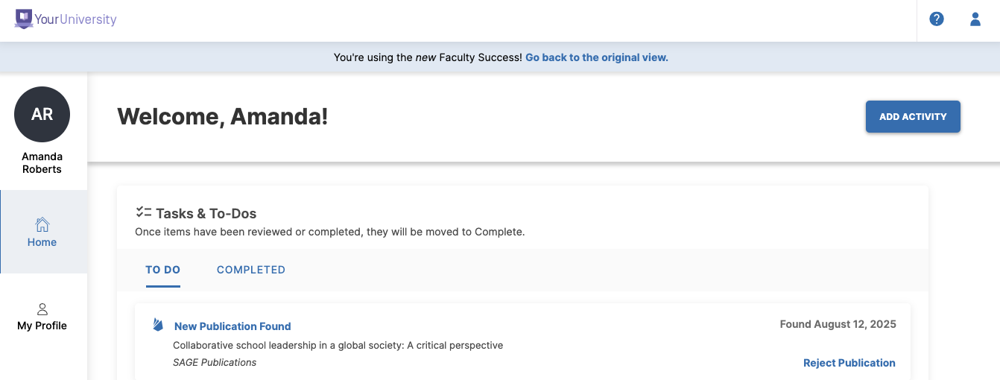 YourUniversity
You're using the new Faculty Success! Go back to the original view.
AR
Amanda
Roberts
Home
My Profile
Welcome, Amanda!
ADD ACTIVITY
Tasks & To-Dos
Once items have been reviewed or completed, they will be moved to Complete.
TO DO COMPLETED
New Publication Found Found August 12, 2025
Collaborative school leadership in a global society: A critical perspective
SAGE Publications Reject Publication